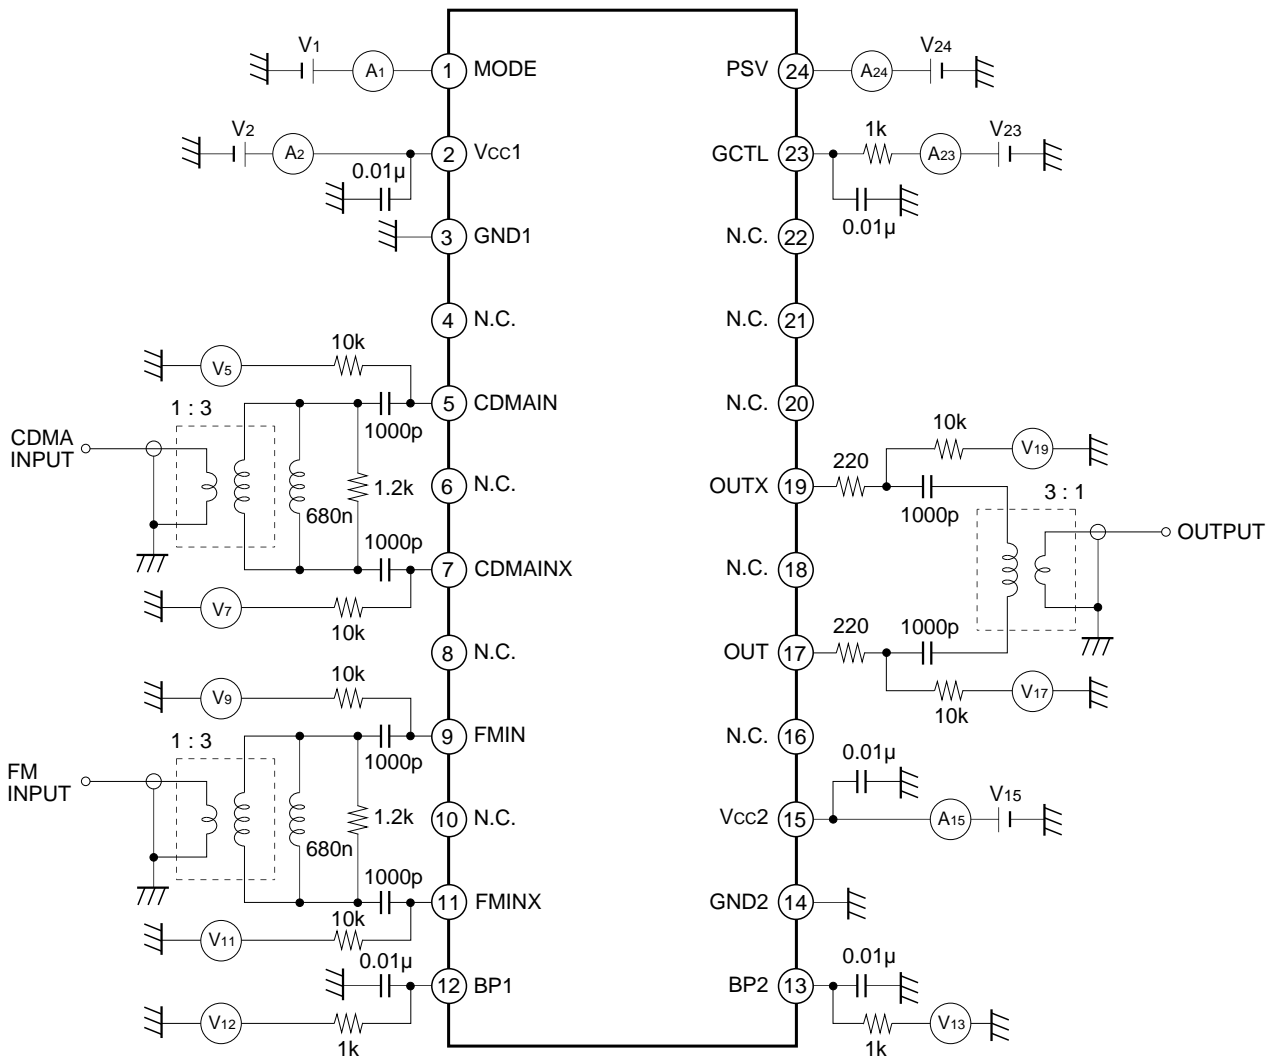 V1
A1
1
MODE
PSV
24
A24
V24
V2
A2
2
VCC1
0.01µ
GCTL
23
1k
A23
V23
0.01µ
3
GND1
N.C.
22
4
N.C.
N.C.
21
V5
10k
5
CDMAIN
N.C.
20
1 : 3
1000p
CDMA
INPUT
680n
1.2k
6
N.C.
OUTX
19
220
10k
V19
1000p
3 : 1
OUTPUT
1000p
7
CDMAINX
V7
10k
N.C.
18
8
N.C.
OUT
17
220
1000p
10k
V17
V9
10k
9
FMIN
N.C.
16
1 : 3
1000p
FM
INPUT
680n
1.2k
10
N.C.
VCC2
15
0.01µ
A15
V15
1000p
11
FMINX
V11
10k
GND2
14
0.01µ
12
BP1
V12
1k
BP2
13
0.01µ
1k
V13